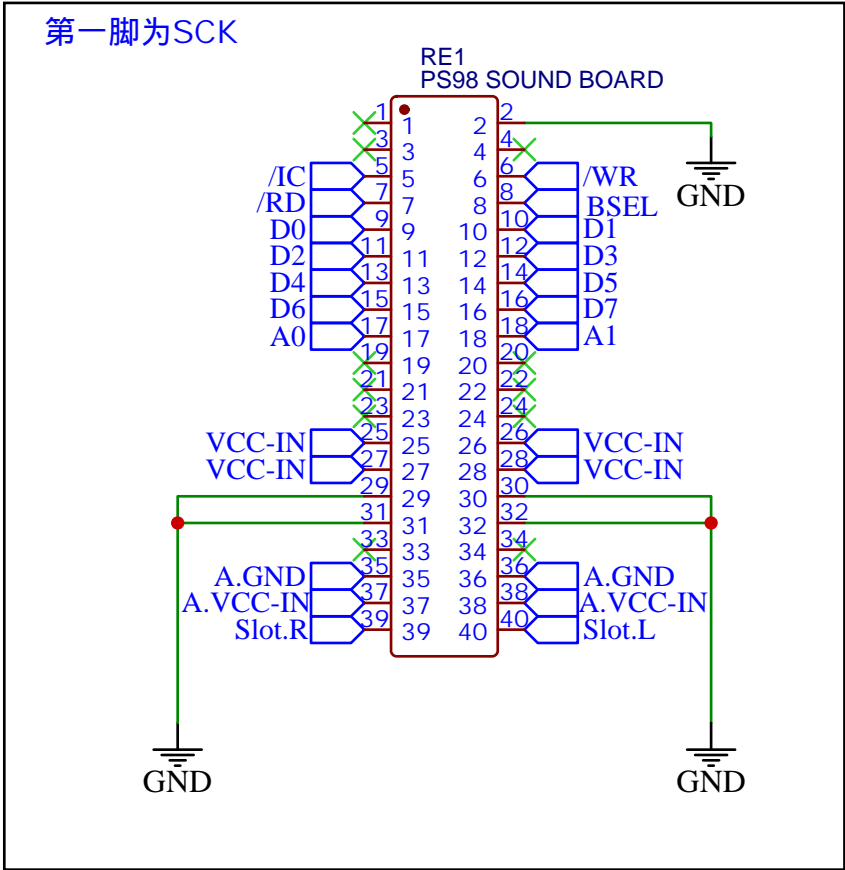 第一脚为SCK
RE1
PS98 SOUND BOARD
1 1 2 2
3 3 4 4
/IC 5 5 6 6 /WR
/RD 7 7 8 8 BSEL
D0 9 9 10 10 D1
D2 11 11 12 12 D3
D4 13 13 14 14 D5
D6 15 15 16 16 D7
A0 17 17 18 18 A1
19 19 20 20
21 21 22 22
23 23 24 24
VCC-IN 25 25 26 26 VCC-IN
VCC-IN 27 27 28 28 VCC-IN
29 29 30 30
31 31 32 32
33 33 34 34
A.GND 35 35 36 36 A.GND
A.VCC-IN 37 37 38 38 A.VCC-IN
Slot.R 39 39 40 40 Slot.L
GND
GND
GND